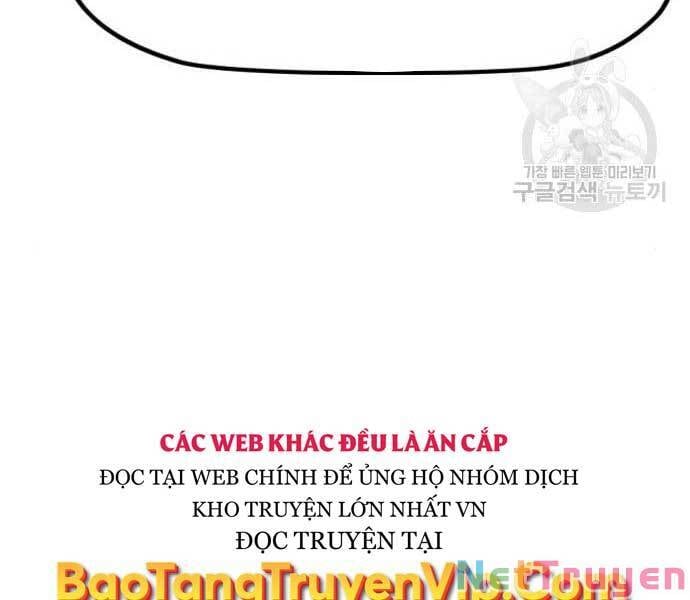 가장 빠른 웹툰 미리보기
구글검색 뉴토끼
CÁC WEB KHÁC ĐỀU LÀ ĂN CẮP
ĐỌC TẠI WEB CHÍNH ĐỂ ỦNG HỘ NHÓM DỊCH
KHO TRUYỆN LỚN NHẤT VN
ĐỌC TRUYỆN TẠI
NetTruyen
BaoTangTruyenVip.Com